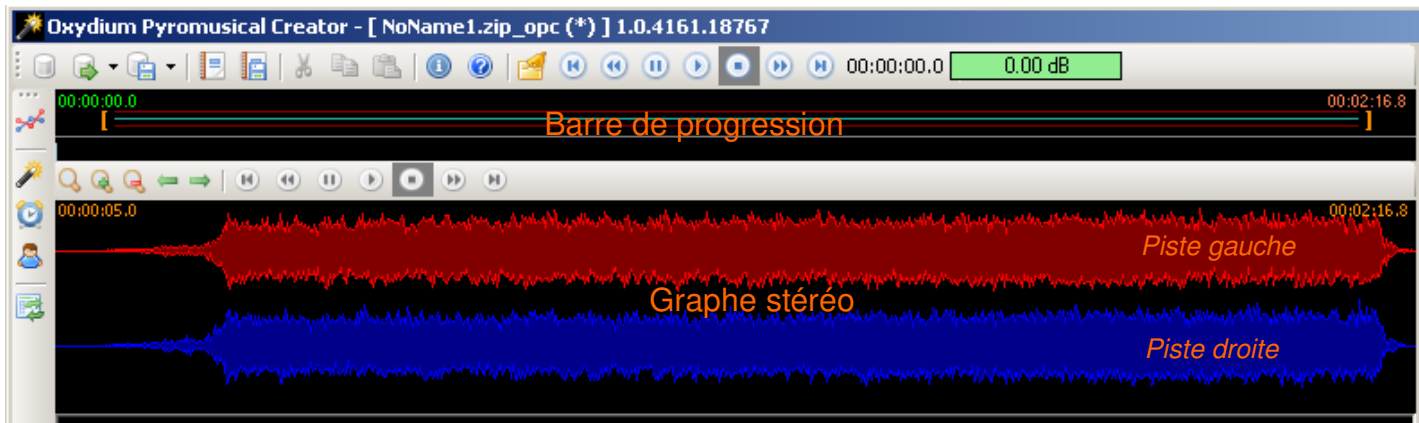 Oxydium Pyromusical Creator - [ NoName1.zip_opc (*) ] 1.0.4161.18767
00:00:00.0 0.00 dB
00:00:00.0 00:02:16.8
Barre de progression
00:00:05.0 00:02:16.8
Piste gauche
Graphe stéréo
Piste droite